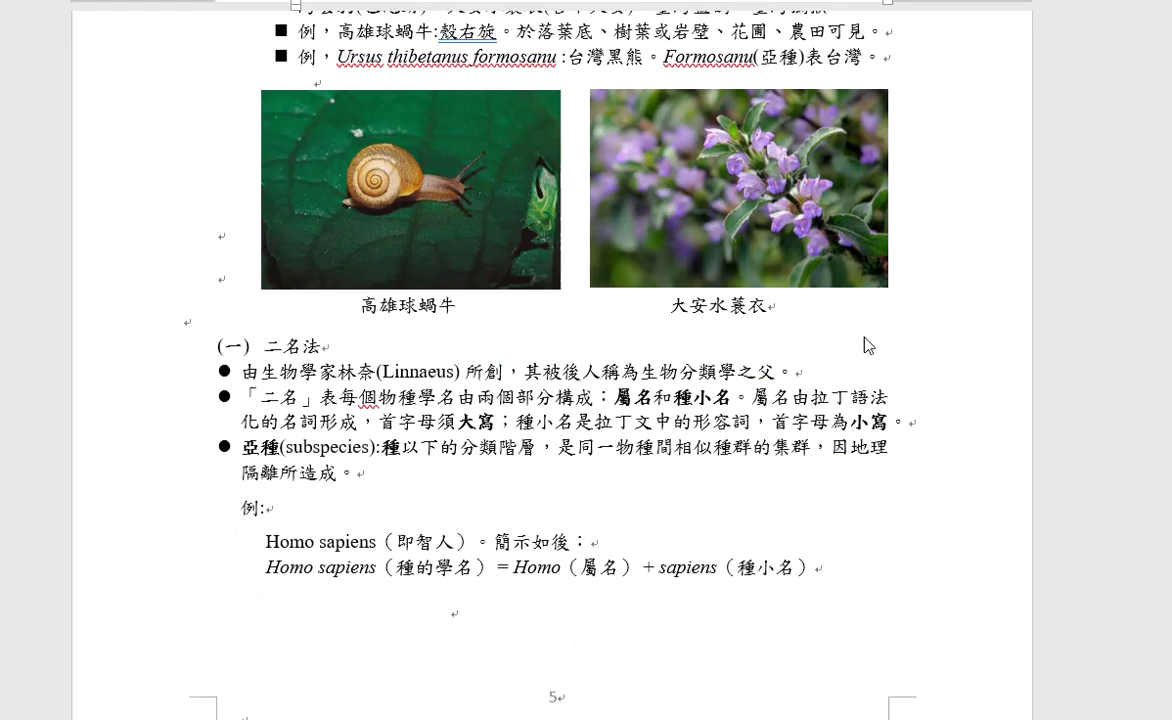 ■ 例，高雄球蝸牛:殼右旋。於落葉底、樹葉或岩壁、花圃、農田可見。
■ 例，Ursus thibetanus formosanu :台灣黑熊。Formosanu(亞種)表台灣。
高雄球蝸牛
大安水蓑衣
(一) 二名法
● 由生物學家林奈(Linnaeus) 所創，其被後人稱為生物分類學之父。
● 「二名」表每個物種學名由兩個部分構成：屬名和種小名。屬名由拉丁語法
化的名詞形成，首字母須大寫；種小名是拉丁文中的形容詞，首字母為小寫。
● 亞種(subspecies):種以下的分類階層，是同一物種間相似種群的集群，因地理
隔離所造成。
例:
Homo sapiens（即智人）。簡示如後；
Homo sapiens（種的學名）＝Homo（屬名）＋sapiens（種小名）
5